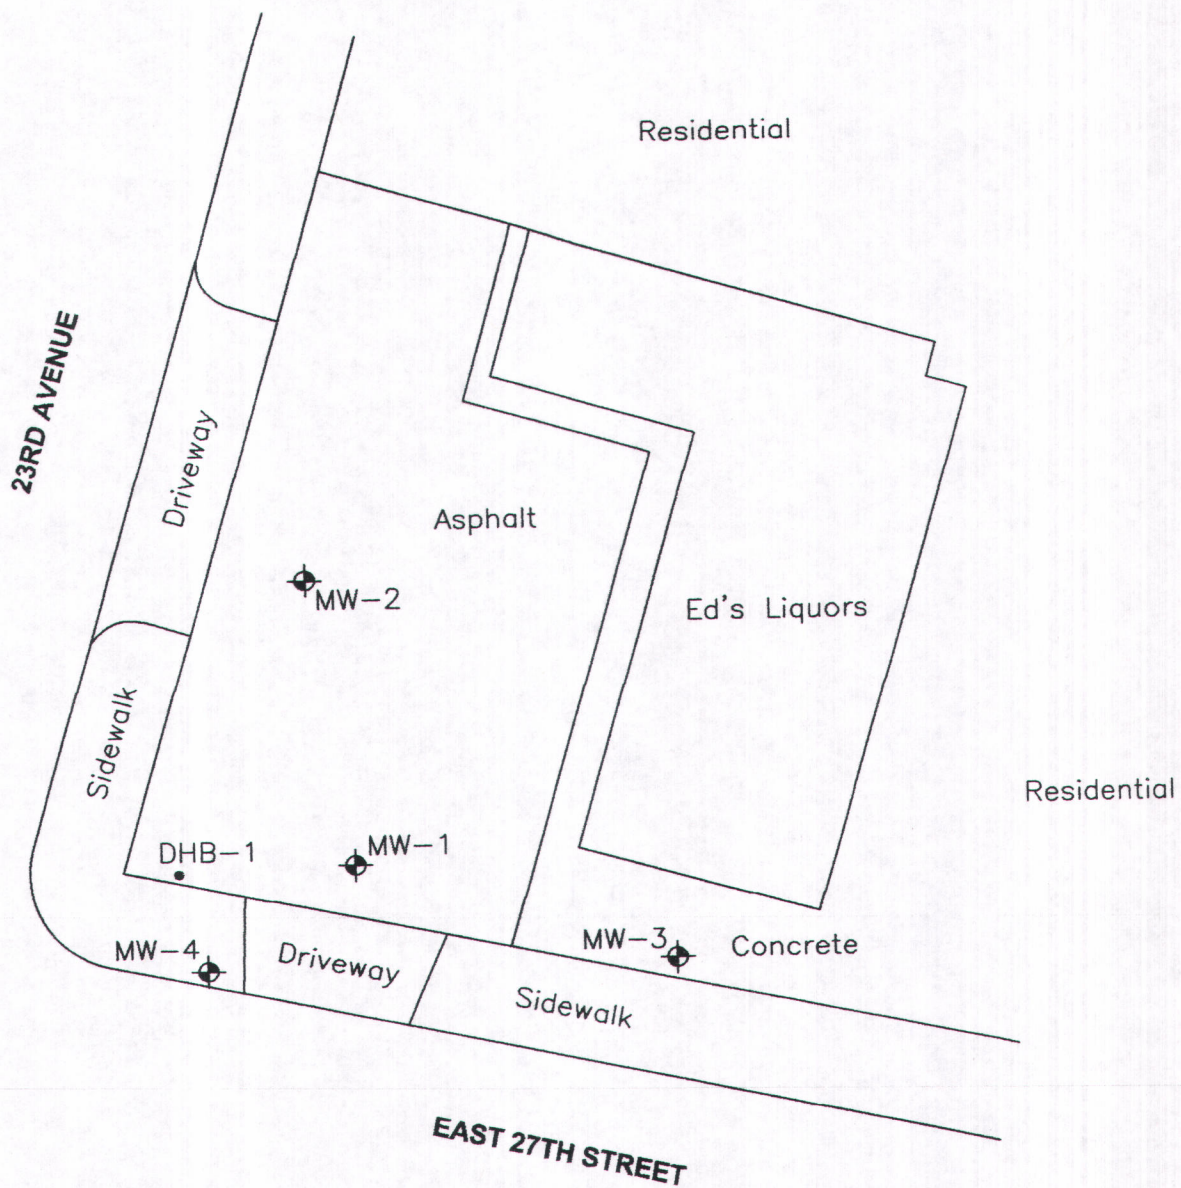 Residential
23RD AVENUE
Driveway
Asphalt
MW-2
Ed's Liquors
Sidewalk
Residential
DHB-1
MW-1
MW-4
Driveway
MW-3
Concrete
Sidewalk
EAST 27TH STREET